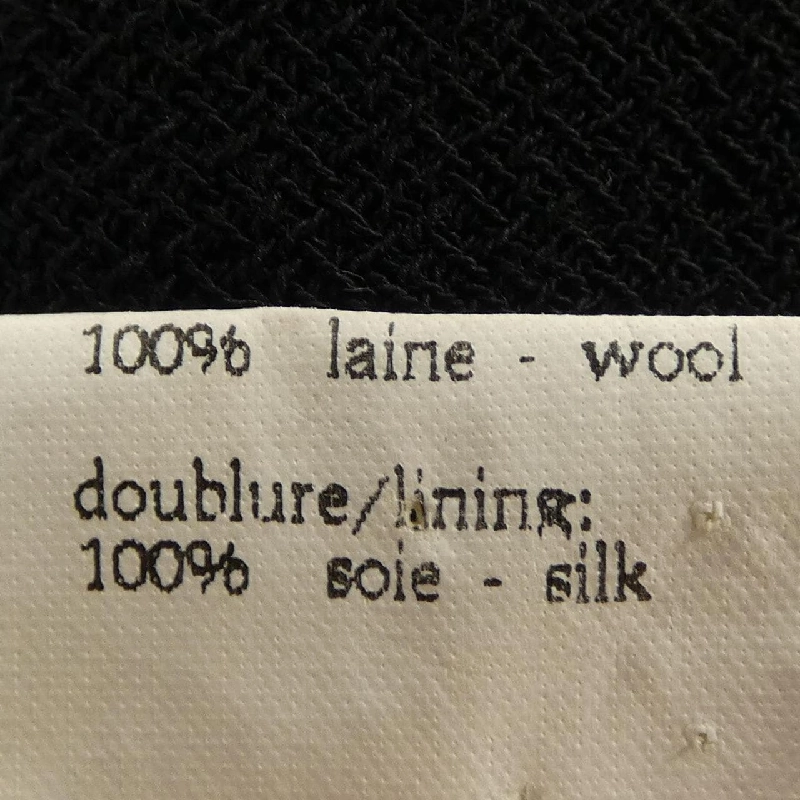 100% laine - wool
doublure/lining:
100% soie - silk